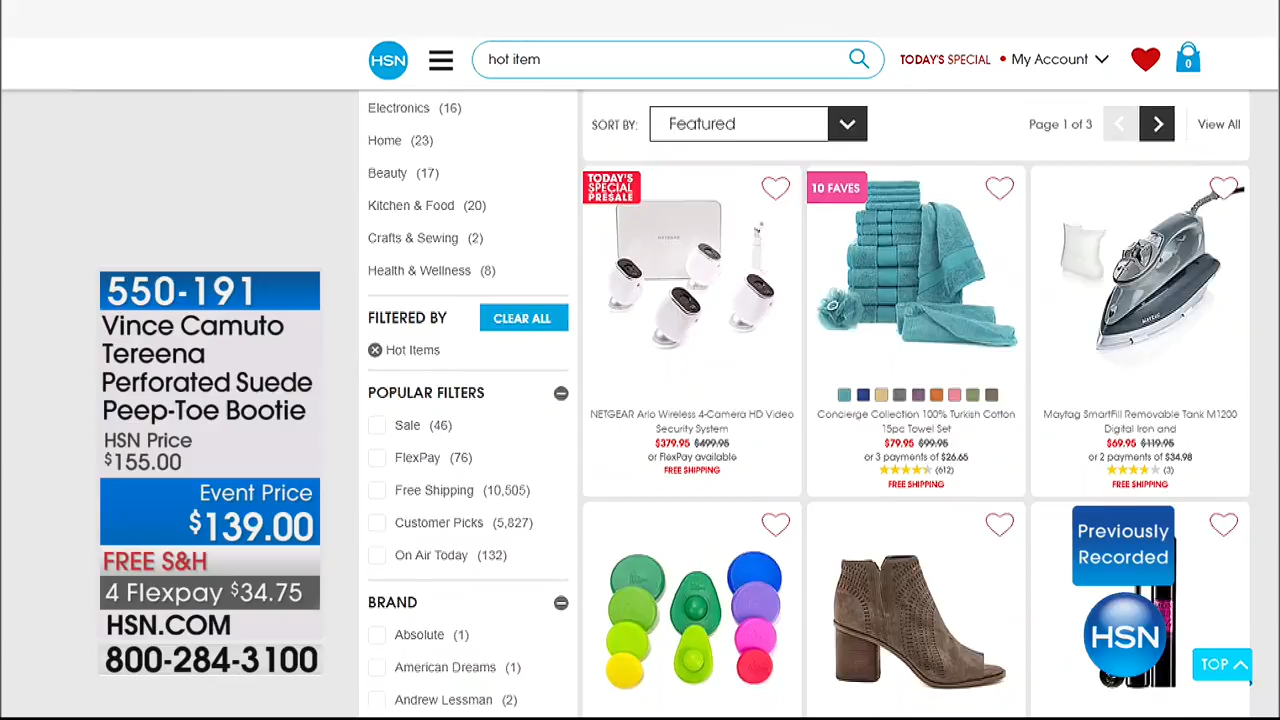 HSN
hot item
TODAY'S SPECIAL • My Account
0
Electronics (16)
Home (23)
Beauty (17)
Kitchen & Food (20)
Crafts & Sewing (2)
Health & Wellness (8)
FILTERED BY
CLEAR ALL
Hot Items
POPULAR FILTERS
Sale (46)
FlexPay (76)
Free Shipping (10,505)
Customer Picks (5,827)
On Air Today (132)
BRAND
Absolute (1)
American Dreams (1)
Andrew Lessman (2)
SORT BY:
Featured
Page 1 of 3
View All
TODAY'S
SPECIAL
PRESALE
NETGEAR
NETGEAR Arlo Wireless 4-Camera HD Video
Security System
$379.95 $499.95
or FlexPay available
FREE SHIPPING
10 FAVES
Concierge Collection 100% Turkish Cotton
15pc Towel Set
$79.95 $99.95
or 3 payments of $26.65
(612)
FREE SHIPPING
MAYTAG
Maytag SmartFill Removable Tank M1200
Digital Iron and
$69.95 $119.95
or 2 payments of $34.98
(3)
FREE SHIPPING
Previously
Recorded
HSN
TOP
550-191
Vince Camuto
Tereena
Perforated Suede
Peep-Toe Bootie
HSN Price
$155.00
Event Price
$139.00
FREE S&H
4 Flexpay $34.75
HSN.COM
800-284-3100